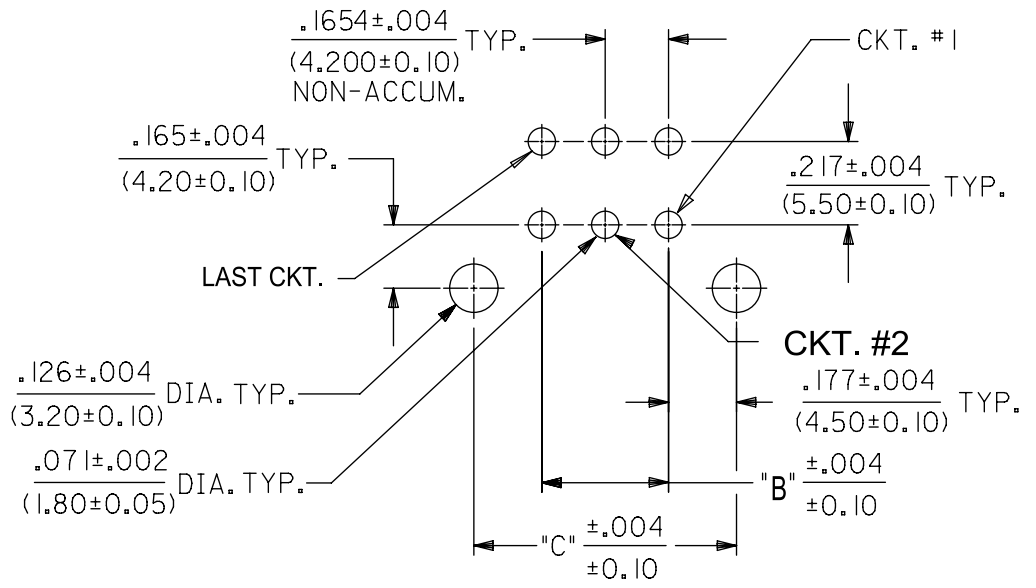 .1654±.004 TYP.
(4.200±0.10)
NON-ACCUM.
CKT. #1
.165±.004 TYP.
(4.20±0.10)
.217±.004 TYP.
(5.50±0.10)
LAST CKT.
CKT. #2
.126±.004 DIA. TYP.
(3.20±0.10)
.177±.004 TYP.
(4.50±0.10)
.071±.002 DIA. TYP.
(1.80±0.05)
"B" ±.004
±0.10
"C" ±.004
±0.10